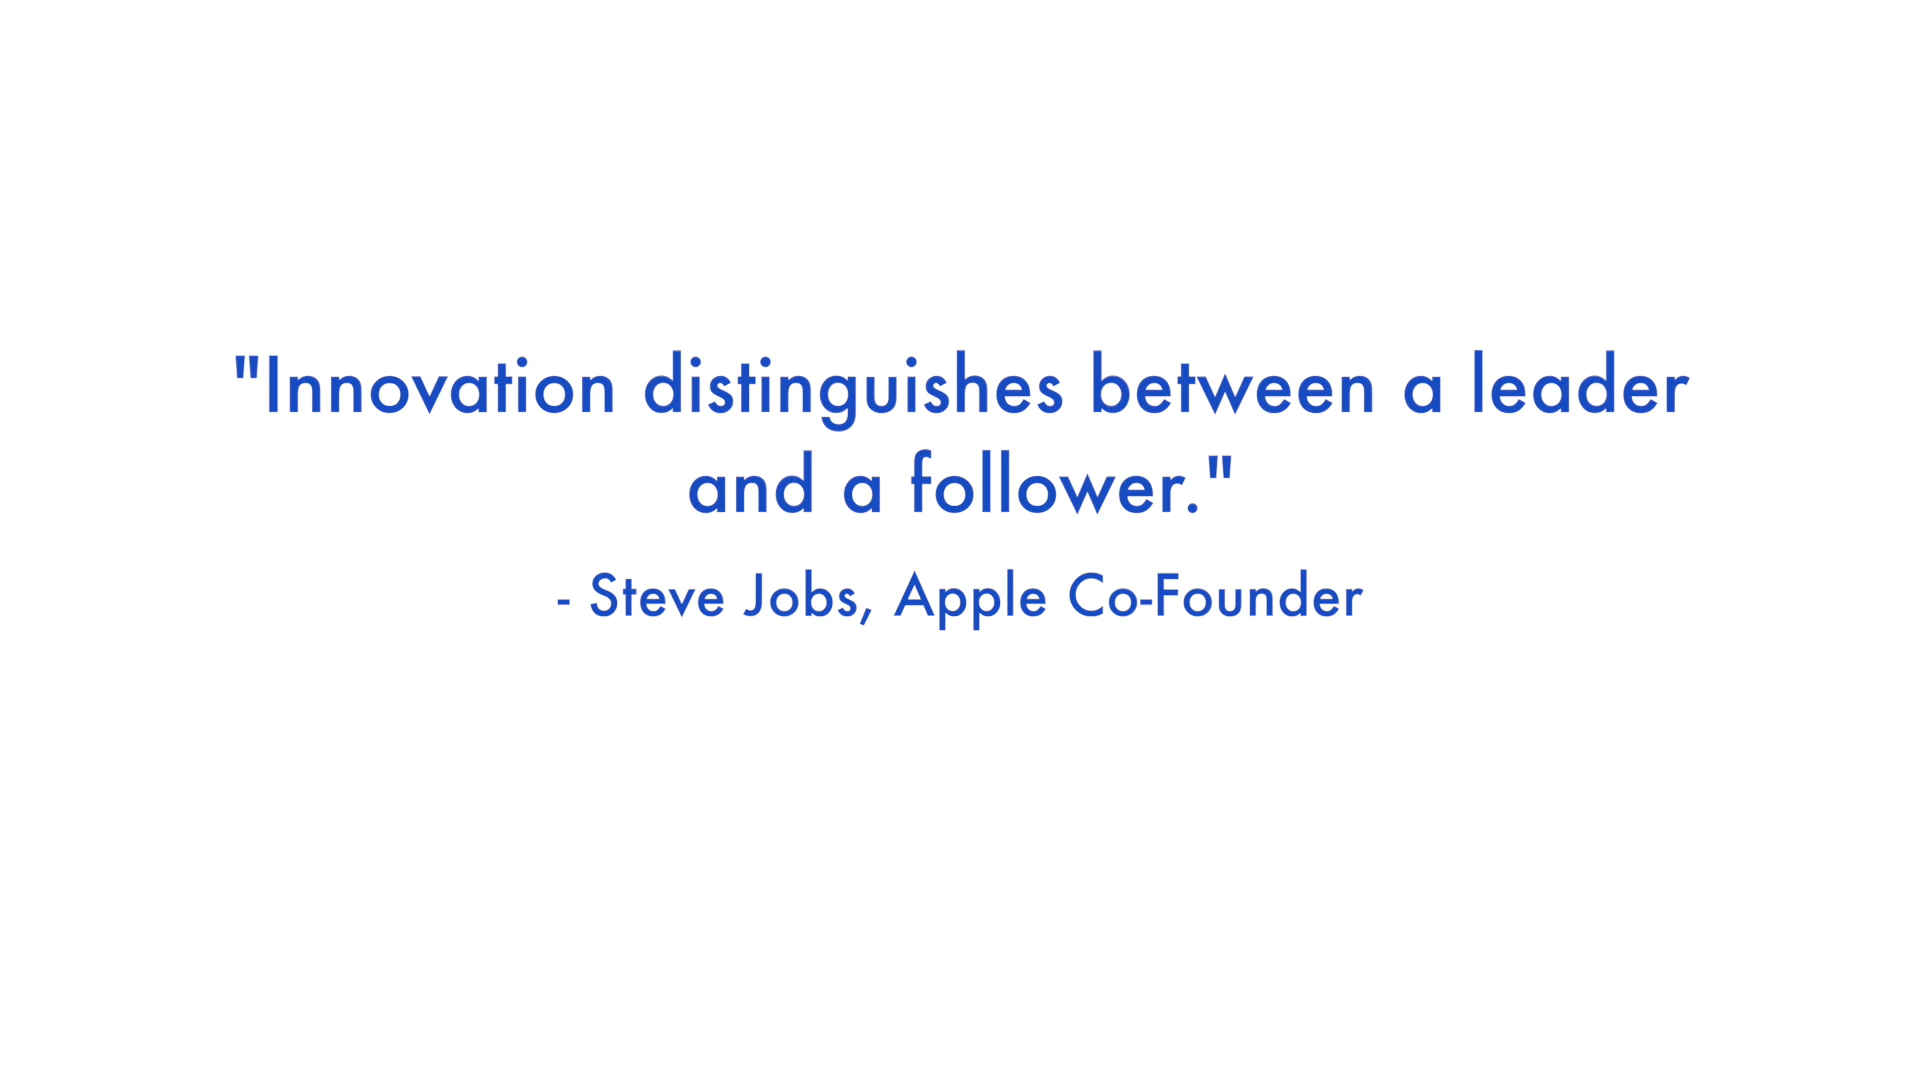 "Innovation distinguishes between a leader
and a follower."
- Steve Jobs, Apple Co-Founder